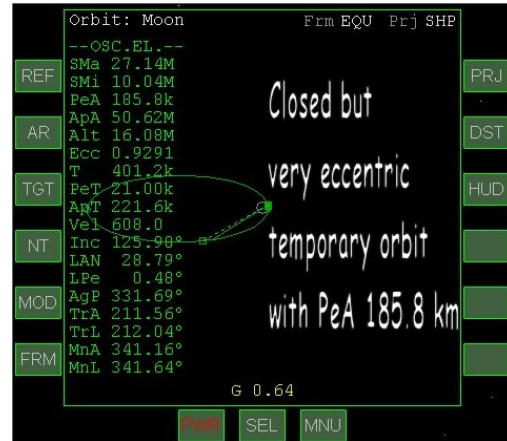 Orbit: Moon Frm EQU Prj SHP
--OSC.EL.--
SMa 27.14M
SMi 10.04M
PeA 185.8k
ApA 50.62M
Alt 16.08M
Ecc 0.9291
T 401.2k
PeT 21.00k
ApT 221.6k
Vel 608.0
Inc 125.90°
LAN 28.79°
LPe 0.48°
AgP 331.69°
TrA 211.56°
TrL 212.04°
MnA 341.16°
MnL 341.64°
G 0.64
REF
AR
TGT
NT
MOD
FRM
Closed but
very eccentric
temporary orbit
with PeA 185.8 km
PRJ
DST
HUD
PWR SEL MNU